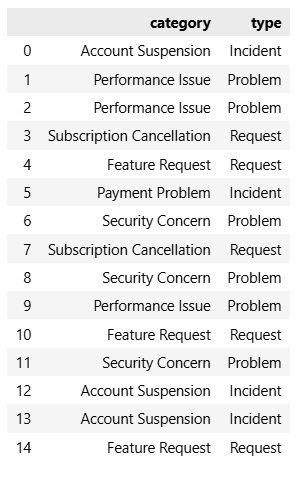 category type
0 Account Suspension Incident
1 Performance Issue Problem
2 Performance Issue Problem
3 Subscription Cancellation Request
4 Feature Request Request
5 Payment Problem Incident
6 Security Concern Problem
7 Subscription Cancellation Request
8 Security Concern Problem
9 Performance Issue Problem
10 Feature Request Request
11 Security Concern Problem
12 Account Suspension Incident
13 Account Suspension Incident
14 Feature Request Request